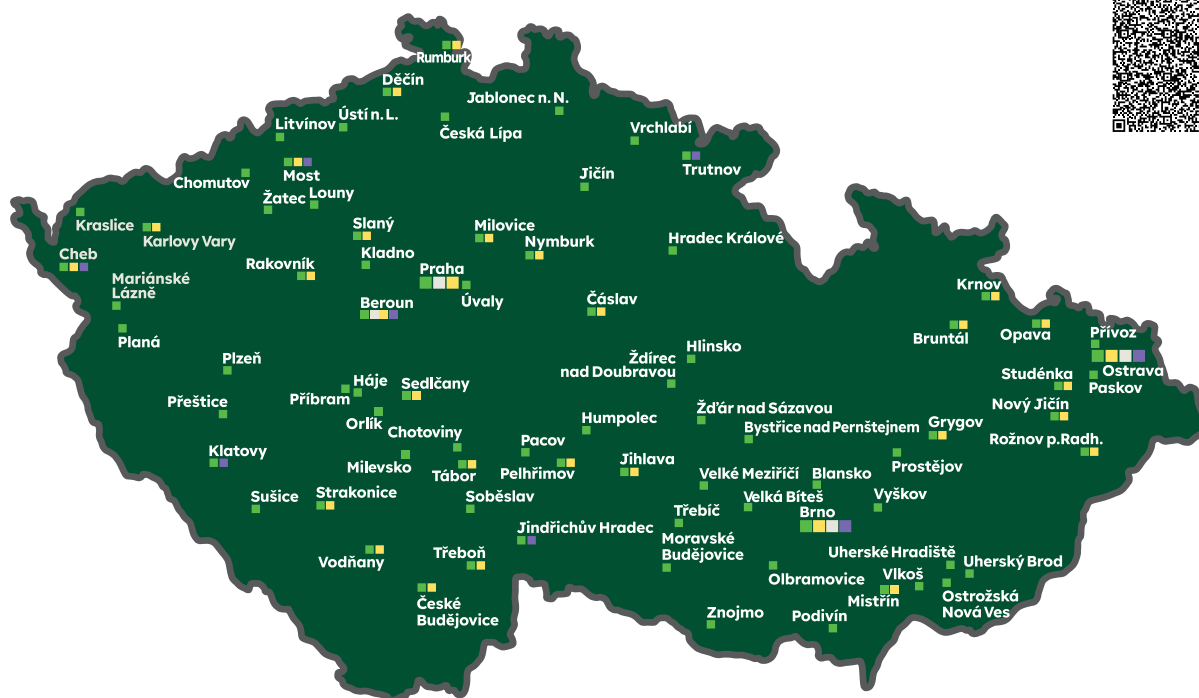 Rumburk
Děčín
Jablonec n. N.
Ústí n. L.
Litvínov
Česká Lípa
Vrchlabí
Most
Trutnov
Chomutov
Jičín
Žatec
Louny
Kraslice
Karlovy Vary
Slaný
Milovice
Nymburk
Hradec Králové
Cheb
Kladno
Rakovník
Praha
Mariánské
Lázně
Úvaly
Krnov
Beroun
Čáslav
Planá
Bruntál
Opava
Přívoz
Hlinsko
Plzeň
Ždírec
nad Doubravou
Ostrava
Studénka
Paskov
Háje
Sedlčany
Příbram
Přeštice
Orlík
Humpolec
Žďár nad Sázavou
Nový Jičín
Chotoviny
Bystřice nad Pernštejnem
Grygov
Klatovy
Pacov
Rožnov p.Radh.
Milevsko
Tábor
Pelhřimov
Jihlava
Prostějov
Velké Meziříčí
Blansko
Sušice
Strakonice
Soběslav
Velká Bíteš
Vyškov
Třebíč
Brno
Jindřichův Hradec
Moravské
Budějovice
Vodňany
Třeboň
Uherské Hradiště
Uherský Brod
Olbramovice
Vlkoš
Mistřín
Ostrožská
Nová Ves
České
Budějovice
Znojmo
Podivín